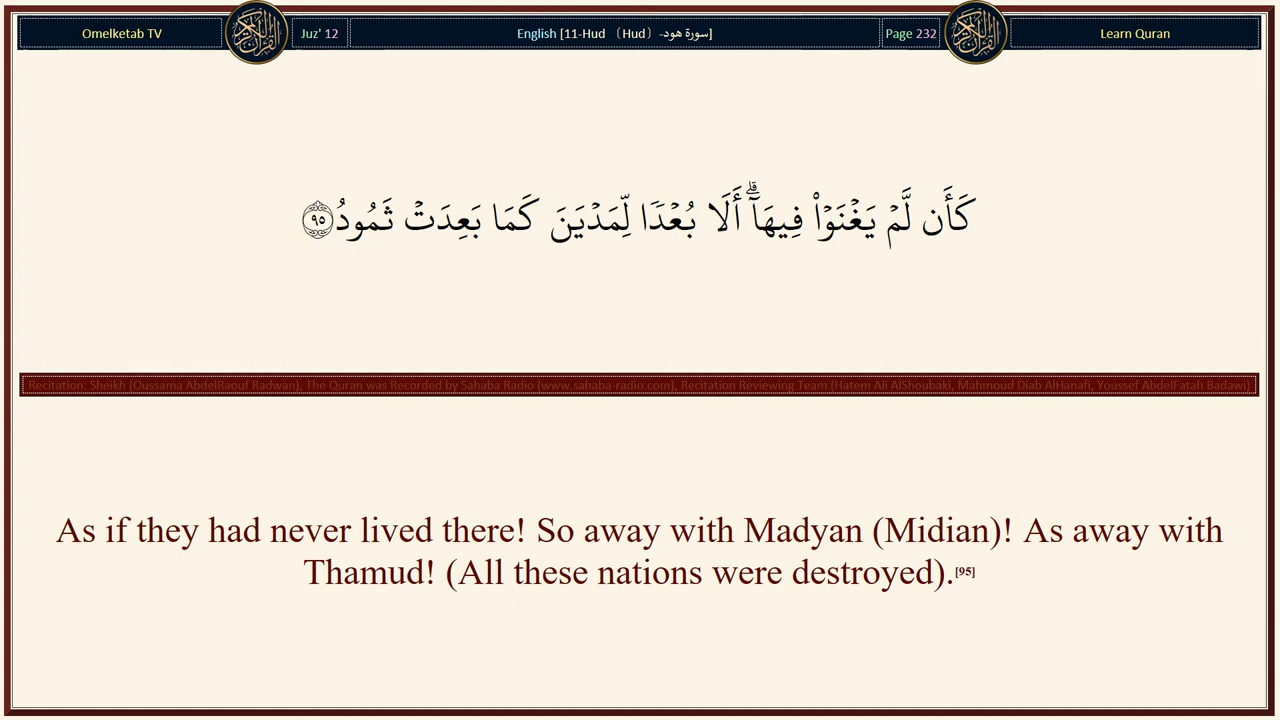 Omelketab TV
Juz' 12
English [11-Hud 〔Hud〕-سورة هود]
Page 232
Learn Quran
كَأَن لَّمۡ يَغۡنَوۡاْ فِيهَآۗ أَلَا بُعۡدٗا لِّمَدۡيَنَ كَمَا بَعِدَتۡ ثَمُودُ ٩٥
Recitation: Sheikh (Oussama AbdelRaouf Radwan), The Quran was Recorded by Sahaba Radio (www.sahaba-radio.com), Recitation Reviewing Team (Hatem Ali AlShoubaki, Mahmoud Diab AlHanafi, Youssef AbdelFatah Badawi)
As if they had never lived there! So away with Madyan (Midian)! As away with
Thamud! (All these nations were destroyed).[95]